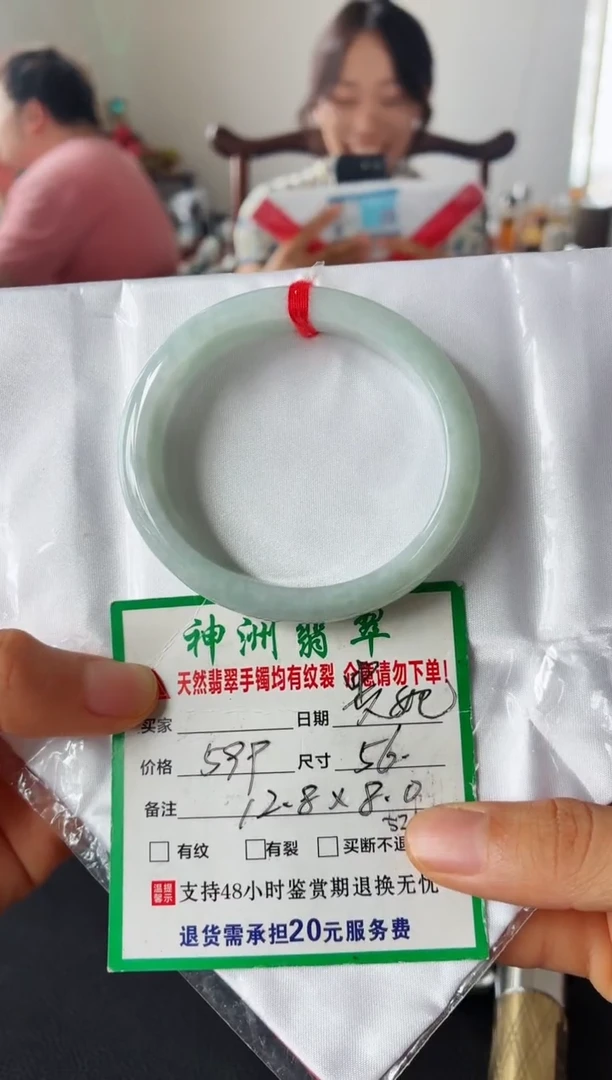 神洲翡翠
天然翡翠手镯均有纹裂 介意请勿下单!
买家 日期 贵妃
价格 599 尺寸 56.
备注 12.8×8.0
有纹 有裂 买断不退
温馨提示 支持48小时鉴赏期退换无忧
退货需承担20元服务费